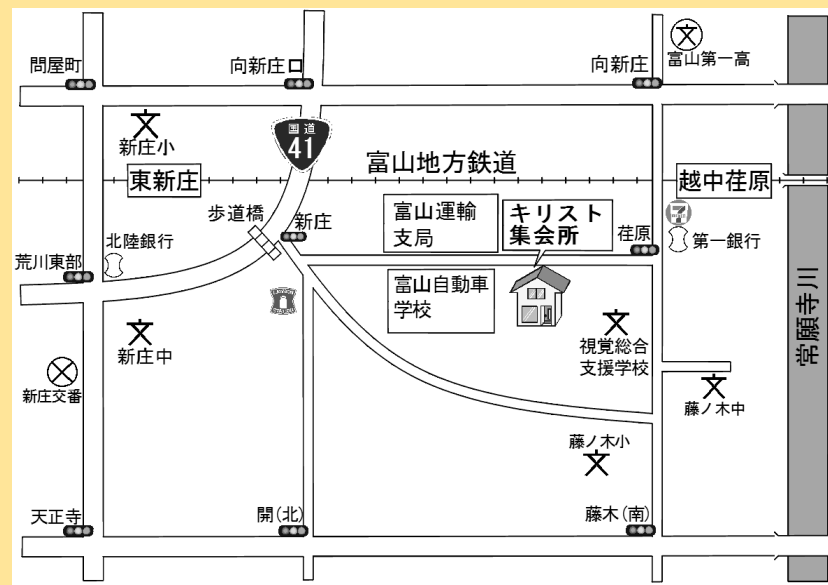 問屋町
向新庄口
向新庄
富山第一高
新庄小
国道
41
富山地方鉄道
東新庄
越中荏原
歩道橋
新庄
富山運輸
支局
キリスト
集会所
荏原
7
第一銀行
北陸銀行
荒川東部
富山自動車
学校
常願寺川
新庄中
視覚総合
支援学校
新庄交番
藤ノ木中
藤ノ木小
天正寺
開(北)
藤木(南)